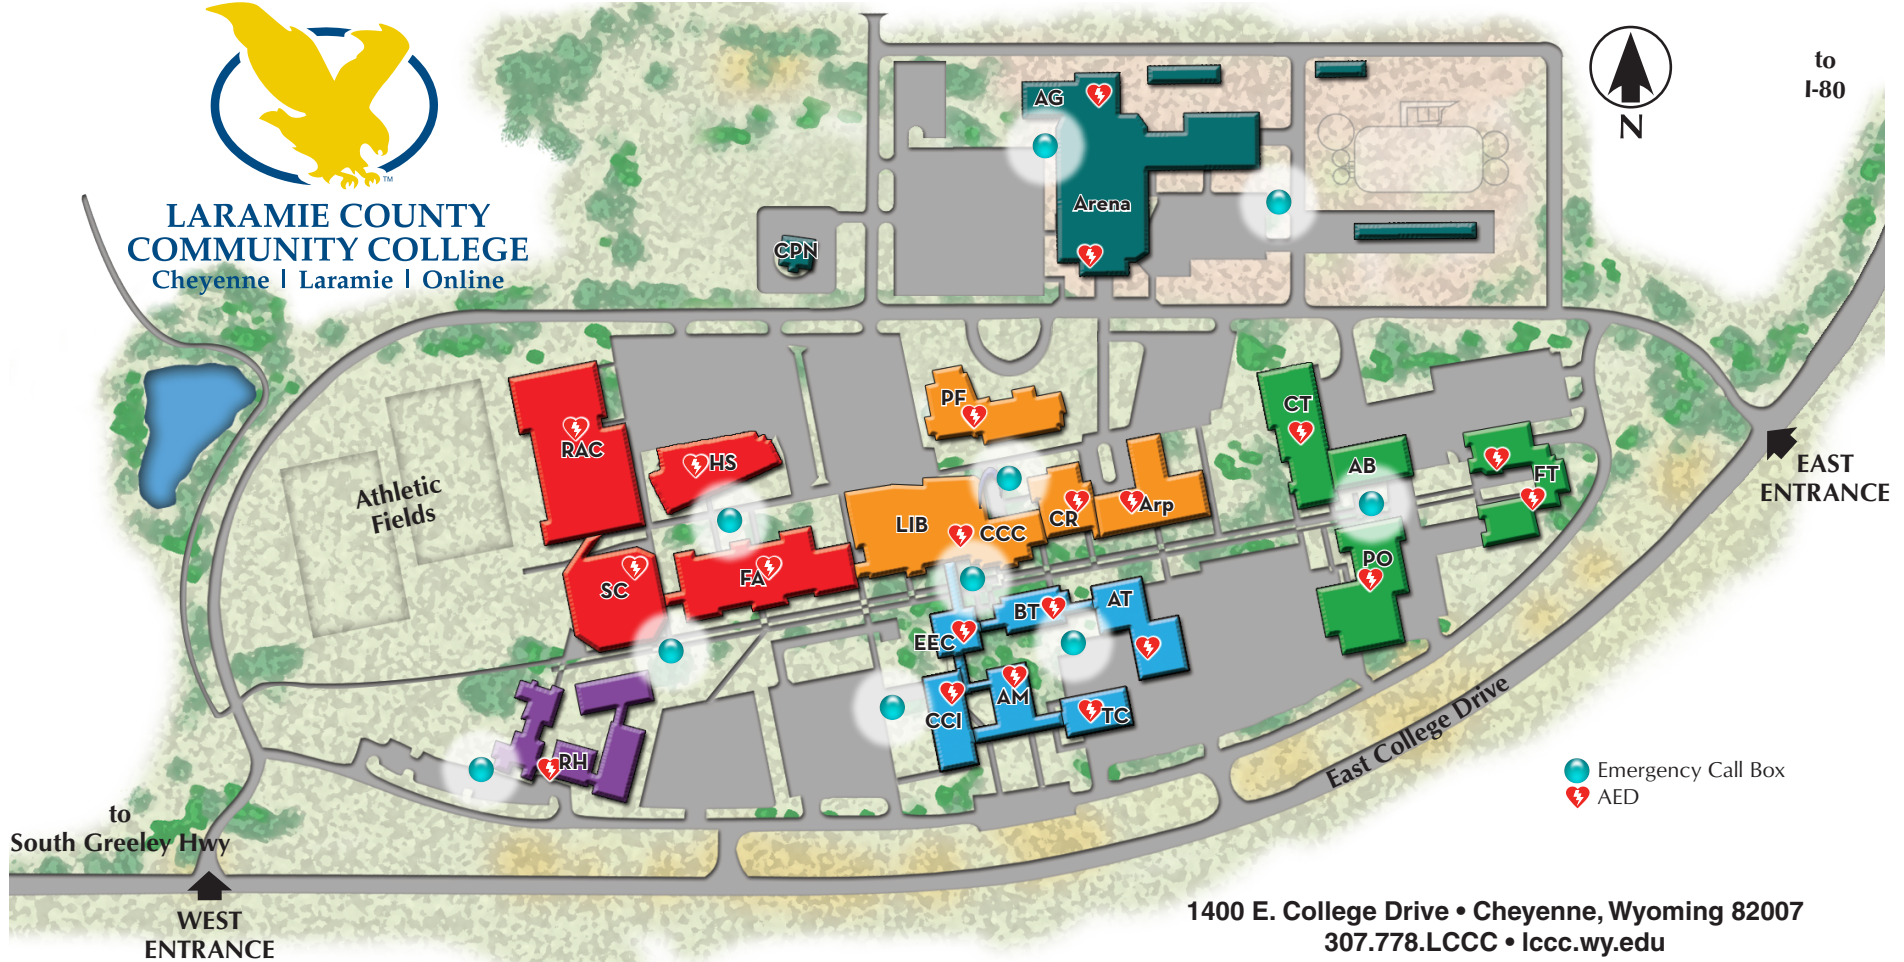 LARAMIE COUNTY
COMMUNITY COLLEGE
Cheyenne | Laramie | Online
TM
N
to
I-80
AG
Arena
CPN
PF
CT
RAC
HS
AB
FT
Athletic
Fields
LIB
CCC
CR
Arp
SC
FA
PO
BT
AT
EEC
AM
CCI
TC
RH
EAST
ENTRANCE
East College Drive
Emergency Call Box
AED
to
South Greeley Hwy
WEST
ENTRANCE
1400 E. College Drive • Cheyenne, Wyoming 82007
307.778.LCCC • lccc.wy.edu